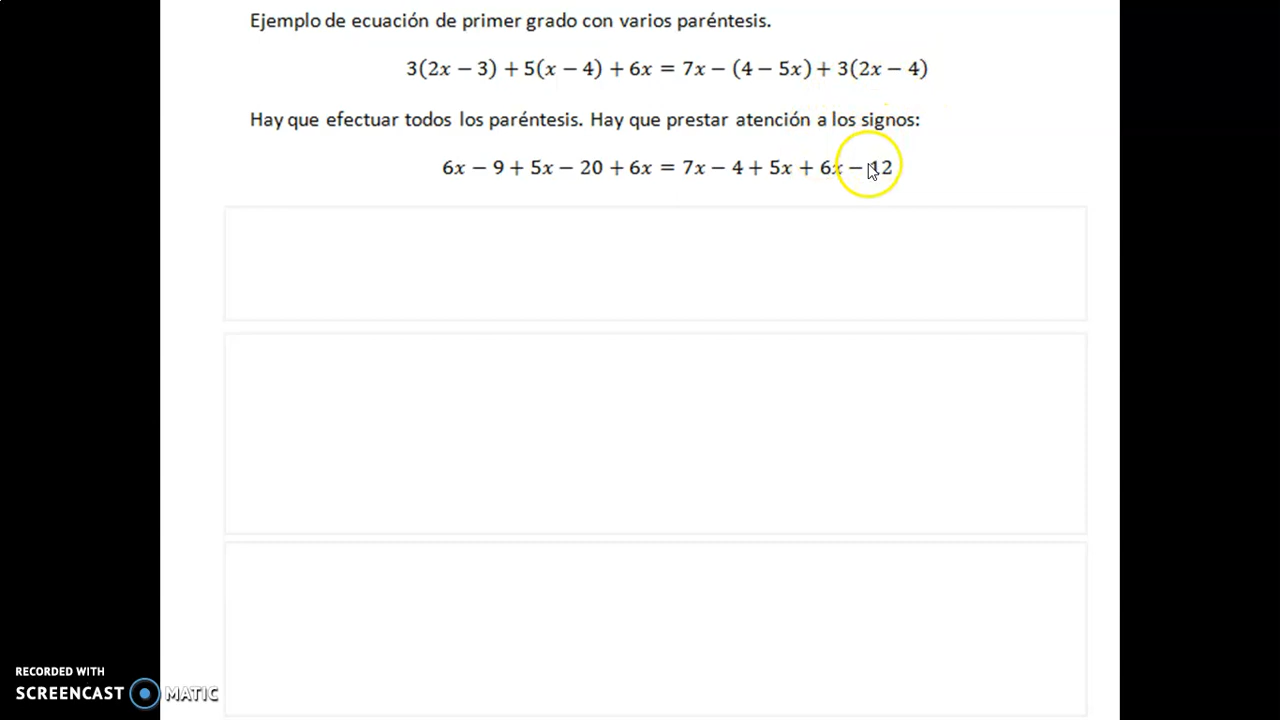 Ejemplo de ecuación de primer grado con varios paréntesis.
3(2x − 3) + 5(x − 4) + 6x = 7x − (4 − 5x) + 3(2x − 4)
Hay que efectuar todos los paréntesis. Hay que prestar atención a los signos:
6x − 9 + 5x − 20 + 6x = 7x − 4 + 5x + 6x − 12
RECORDED WITH
SCREENCAST MATIC